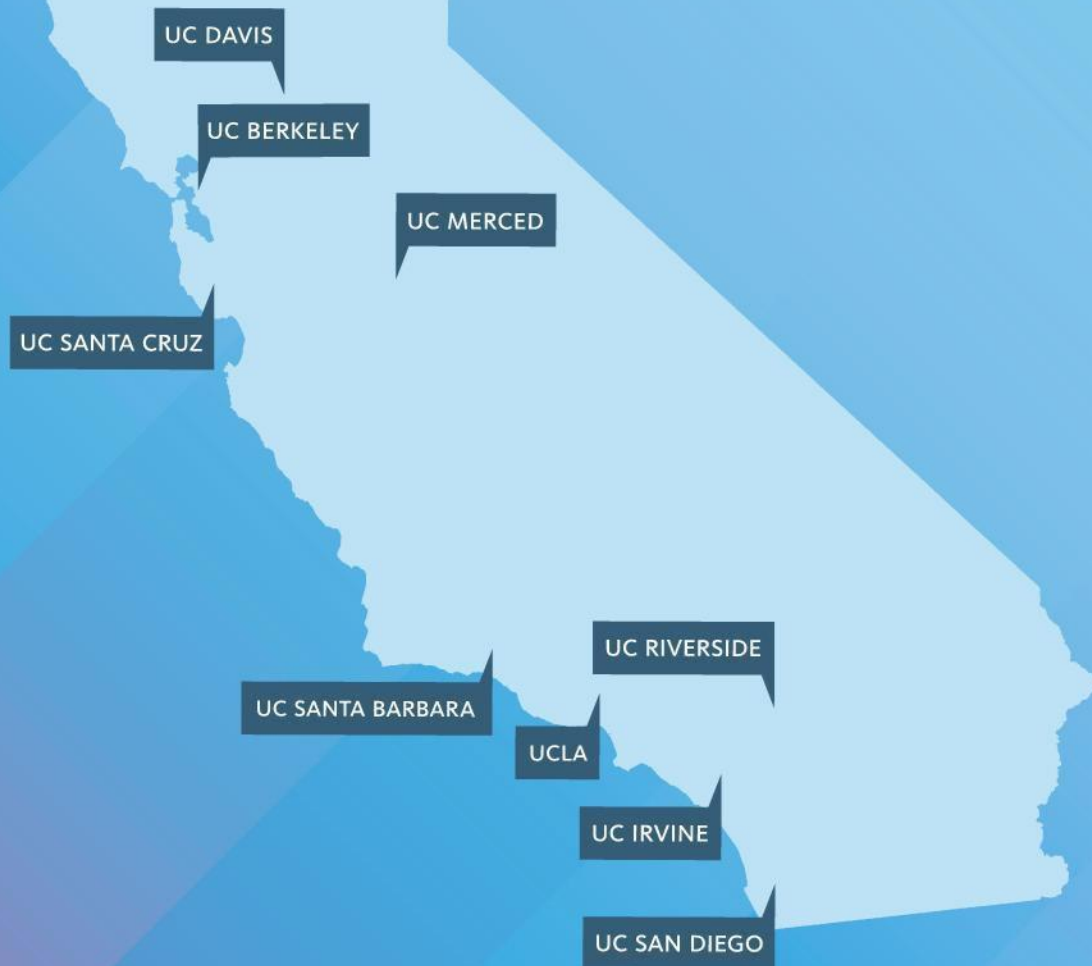 UC DAVIS
UC BERKELEY
UC MERCED
UC SANTA CRUZ
UC RIVERSIDE
UC SANTA BARBARA
UCLA
UC IRVINE
UC SAN DIEGO